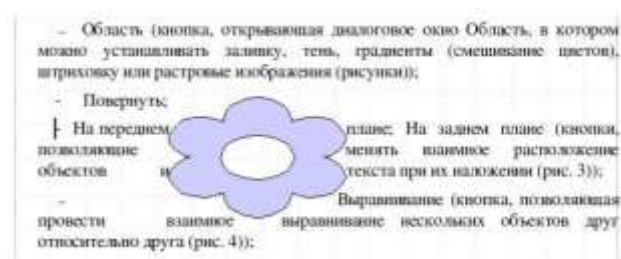 - Область (кнопка, открывающая диалоговое окно Область, в котором
можно устанавливать заливку, тень, градиенты (смешивание цветов),
штриховку или растровые изображения (рисунки));
- Повернуть;
- На переднем плане; На заднем плане (кнопки,
позволяющие менять взаимное расположение
объектов и текста при их наложении (рис. 3));
- Выравнивание (кнопка, позволяющая
провести взаимное выравнивание нескольких объектов друг
относительно друга (рис. 4));